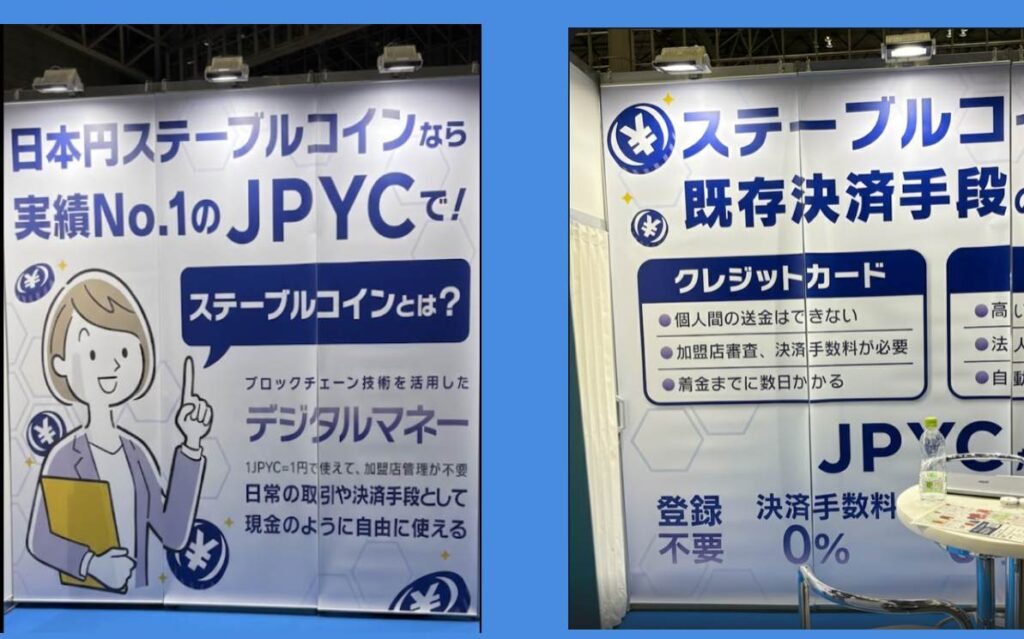 日本円ステーブルコインなら
実績No.1のJPYCで!
ステーブルコインとは?
ブロックチェーン技術を活用した
デジタルマネー
1JPYC=1円で使えて、加盟店管理が不要
日常の取引や決済手段として
現金のように自由に使える
ステーブルコ
既存決済手段
クレジットカード
個人間の送金はできない
加盟店審査、決済手数料が必要
着金までに数日かかる
高い
法人
自動
JPYC
登録
不要
決済手数料
0%